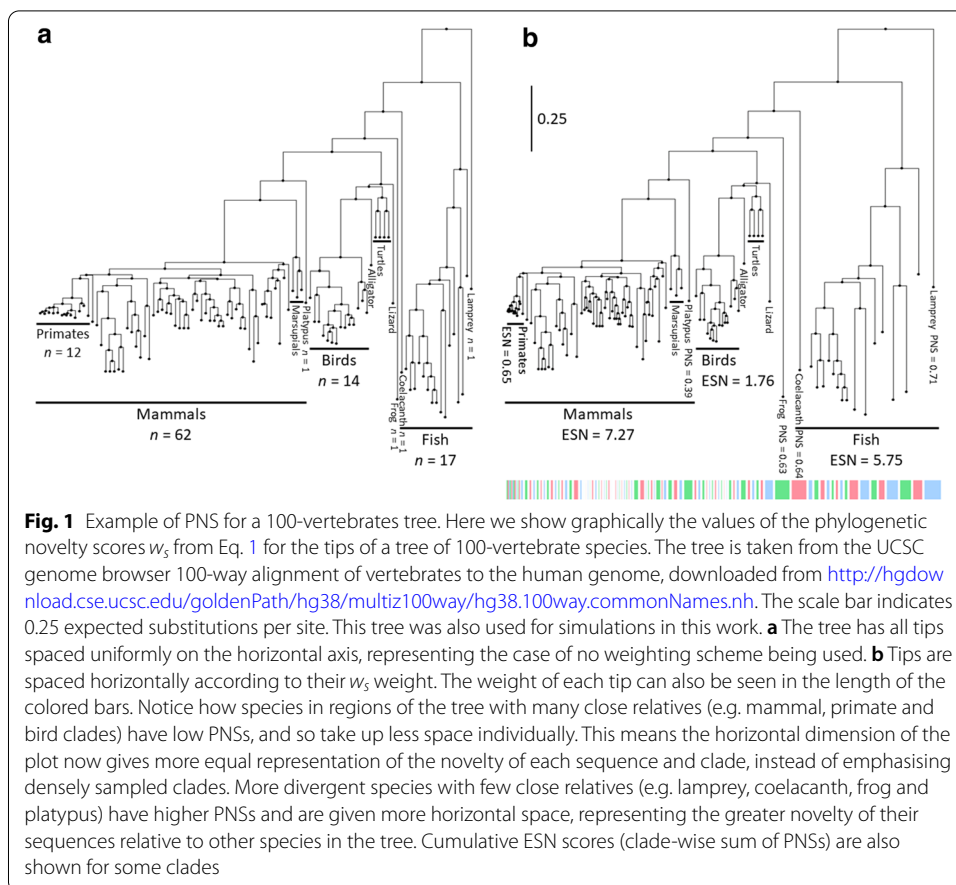 a
b
0.25
Primates
n = 12
Mammals
n = 62
Marsupials
Platypus n = 1
Birds
n = 14
Alligator
Turtles
Lizard
Frog n = 1
Coelacanth n = 1
Fish
n = 17
Lamprey n = 1
Primates
ESN = 0.65
Mammals
ESN = 7.27
Marsupials
Platypus PNS = 0.39
Birds
ESN = 1.76
Alligator
Turtles
Lizard
Frog PNS = 0.63
Coelacanth PNS = 0.64
Fish
ESN = 5.75
Lamprey PNS = 0.71
Fig. 1 Example of PNS for a 100-vertebrates tree. Here we show graphically the values of the phylogenetic
novelty scores ws from Eq. 1 for the tips of a tree of 100-vertebrate species. The tree is taken from the UCSC
genome browser 100-way alignment of vertebrates to the human genome, downloaded from http://hgdow
nload.cse.ucsc.edu/goldenPath/hg38/multiz100way/hg38.100way.commonNames.nh. The scale bar indicates
0.25 expected substitutions per site. This tree was also used for simulations in this work. a The tree has all tips
spaced uniformly on the horizontal axis, representing the case of no weighting scheme being used. b Tips are
spaced horizontally according to their ws weight. The weight of each tip can also be seen in the length of the
colored bars. Notice how species in regions of the tree with many close relatives (e.g. mammal, primate and
bird clades) have low PNSs, and so take up less space individually. This means the horizontal dimension of the
plot now gives more equal representation of the novelty of each sequence and clade, instead of emphasising
densely sampled clades. More divergent species with few close relatives (e.g. lamprey, coelacanth, frog and
platypus) have higher PNSs and are given more horizontal space, representing the greater novelty of their
sequences relative to other species in the tree. Cumulative ESN scores (clade-wise sum of PNSs) are also
shown for some clades